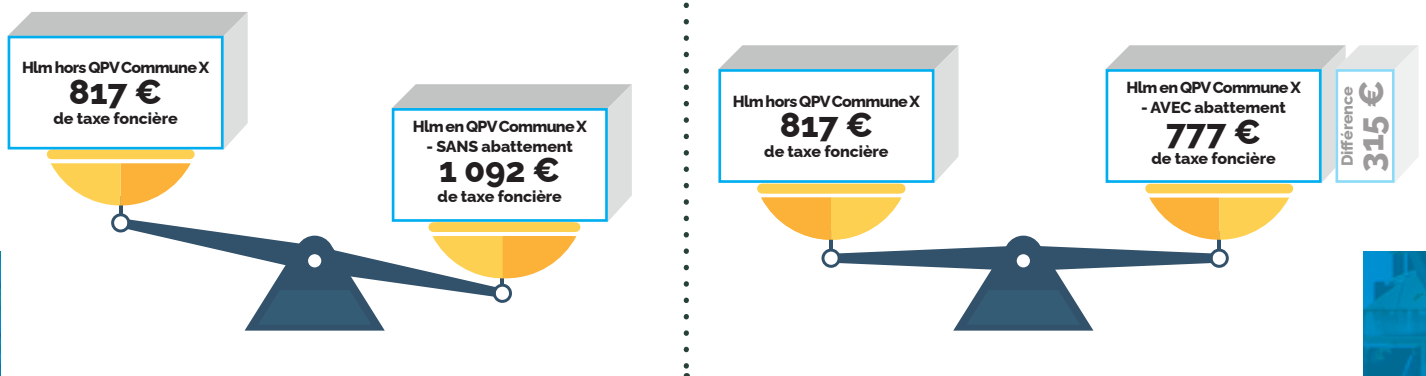 Hlm hors QPV Commune X
817 €
de taxe foncière
Hlm en QPV Commune X
- SANS abattement
1 092 €
de taxe foncière
Hlm hors QPV Commune X
817 €
de taxe foncière
Hlm en QPV Commune X
- AVEC abattement
777 €
de taxe foncière
Différence
315 €